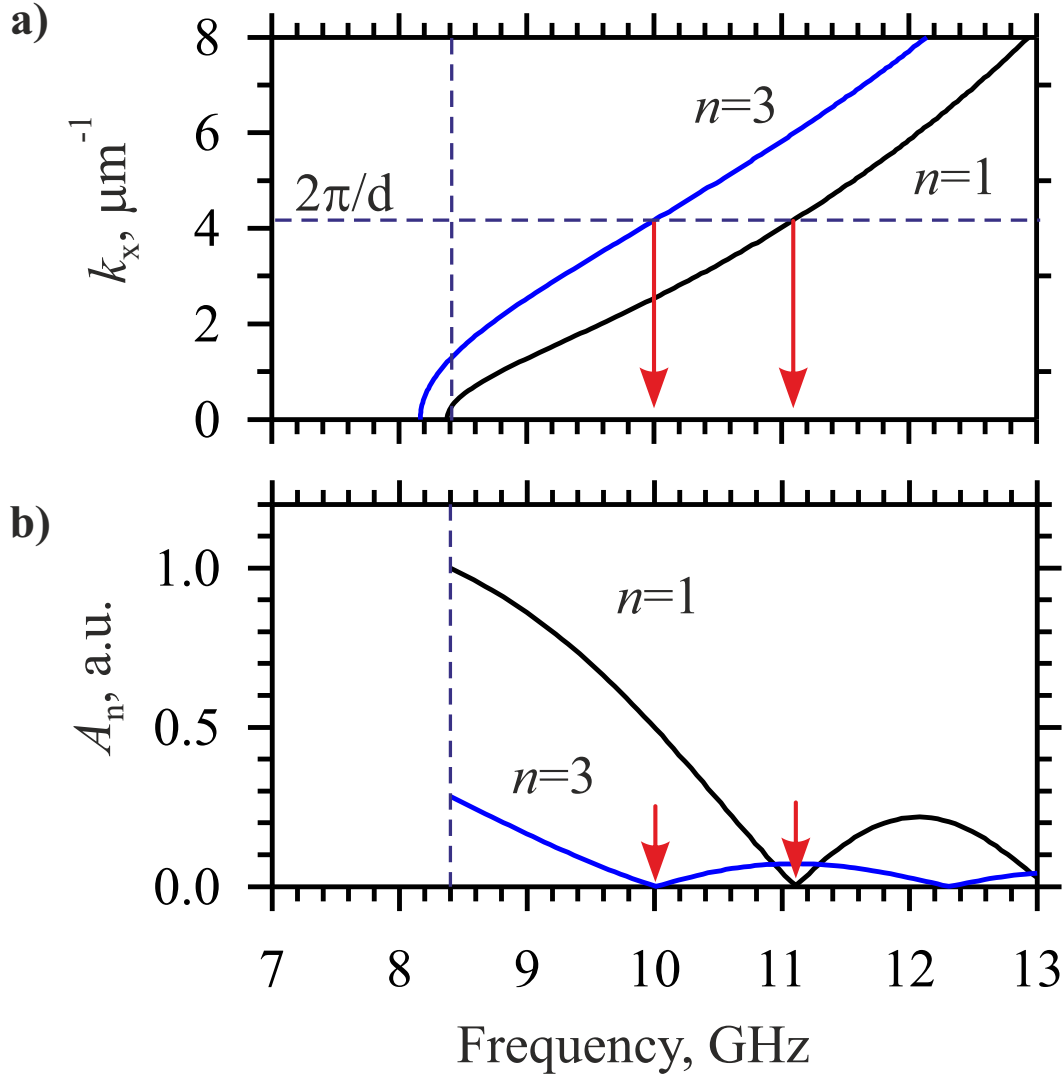 a)
8
6
4
2
0
kx, μm-1
2π/d
n=3
n=1
b)
1.0
0.5
0.0
An, a.u.
n=1
n=3
7 8 9 10 11 12 13
Frequency, GHz